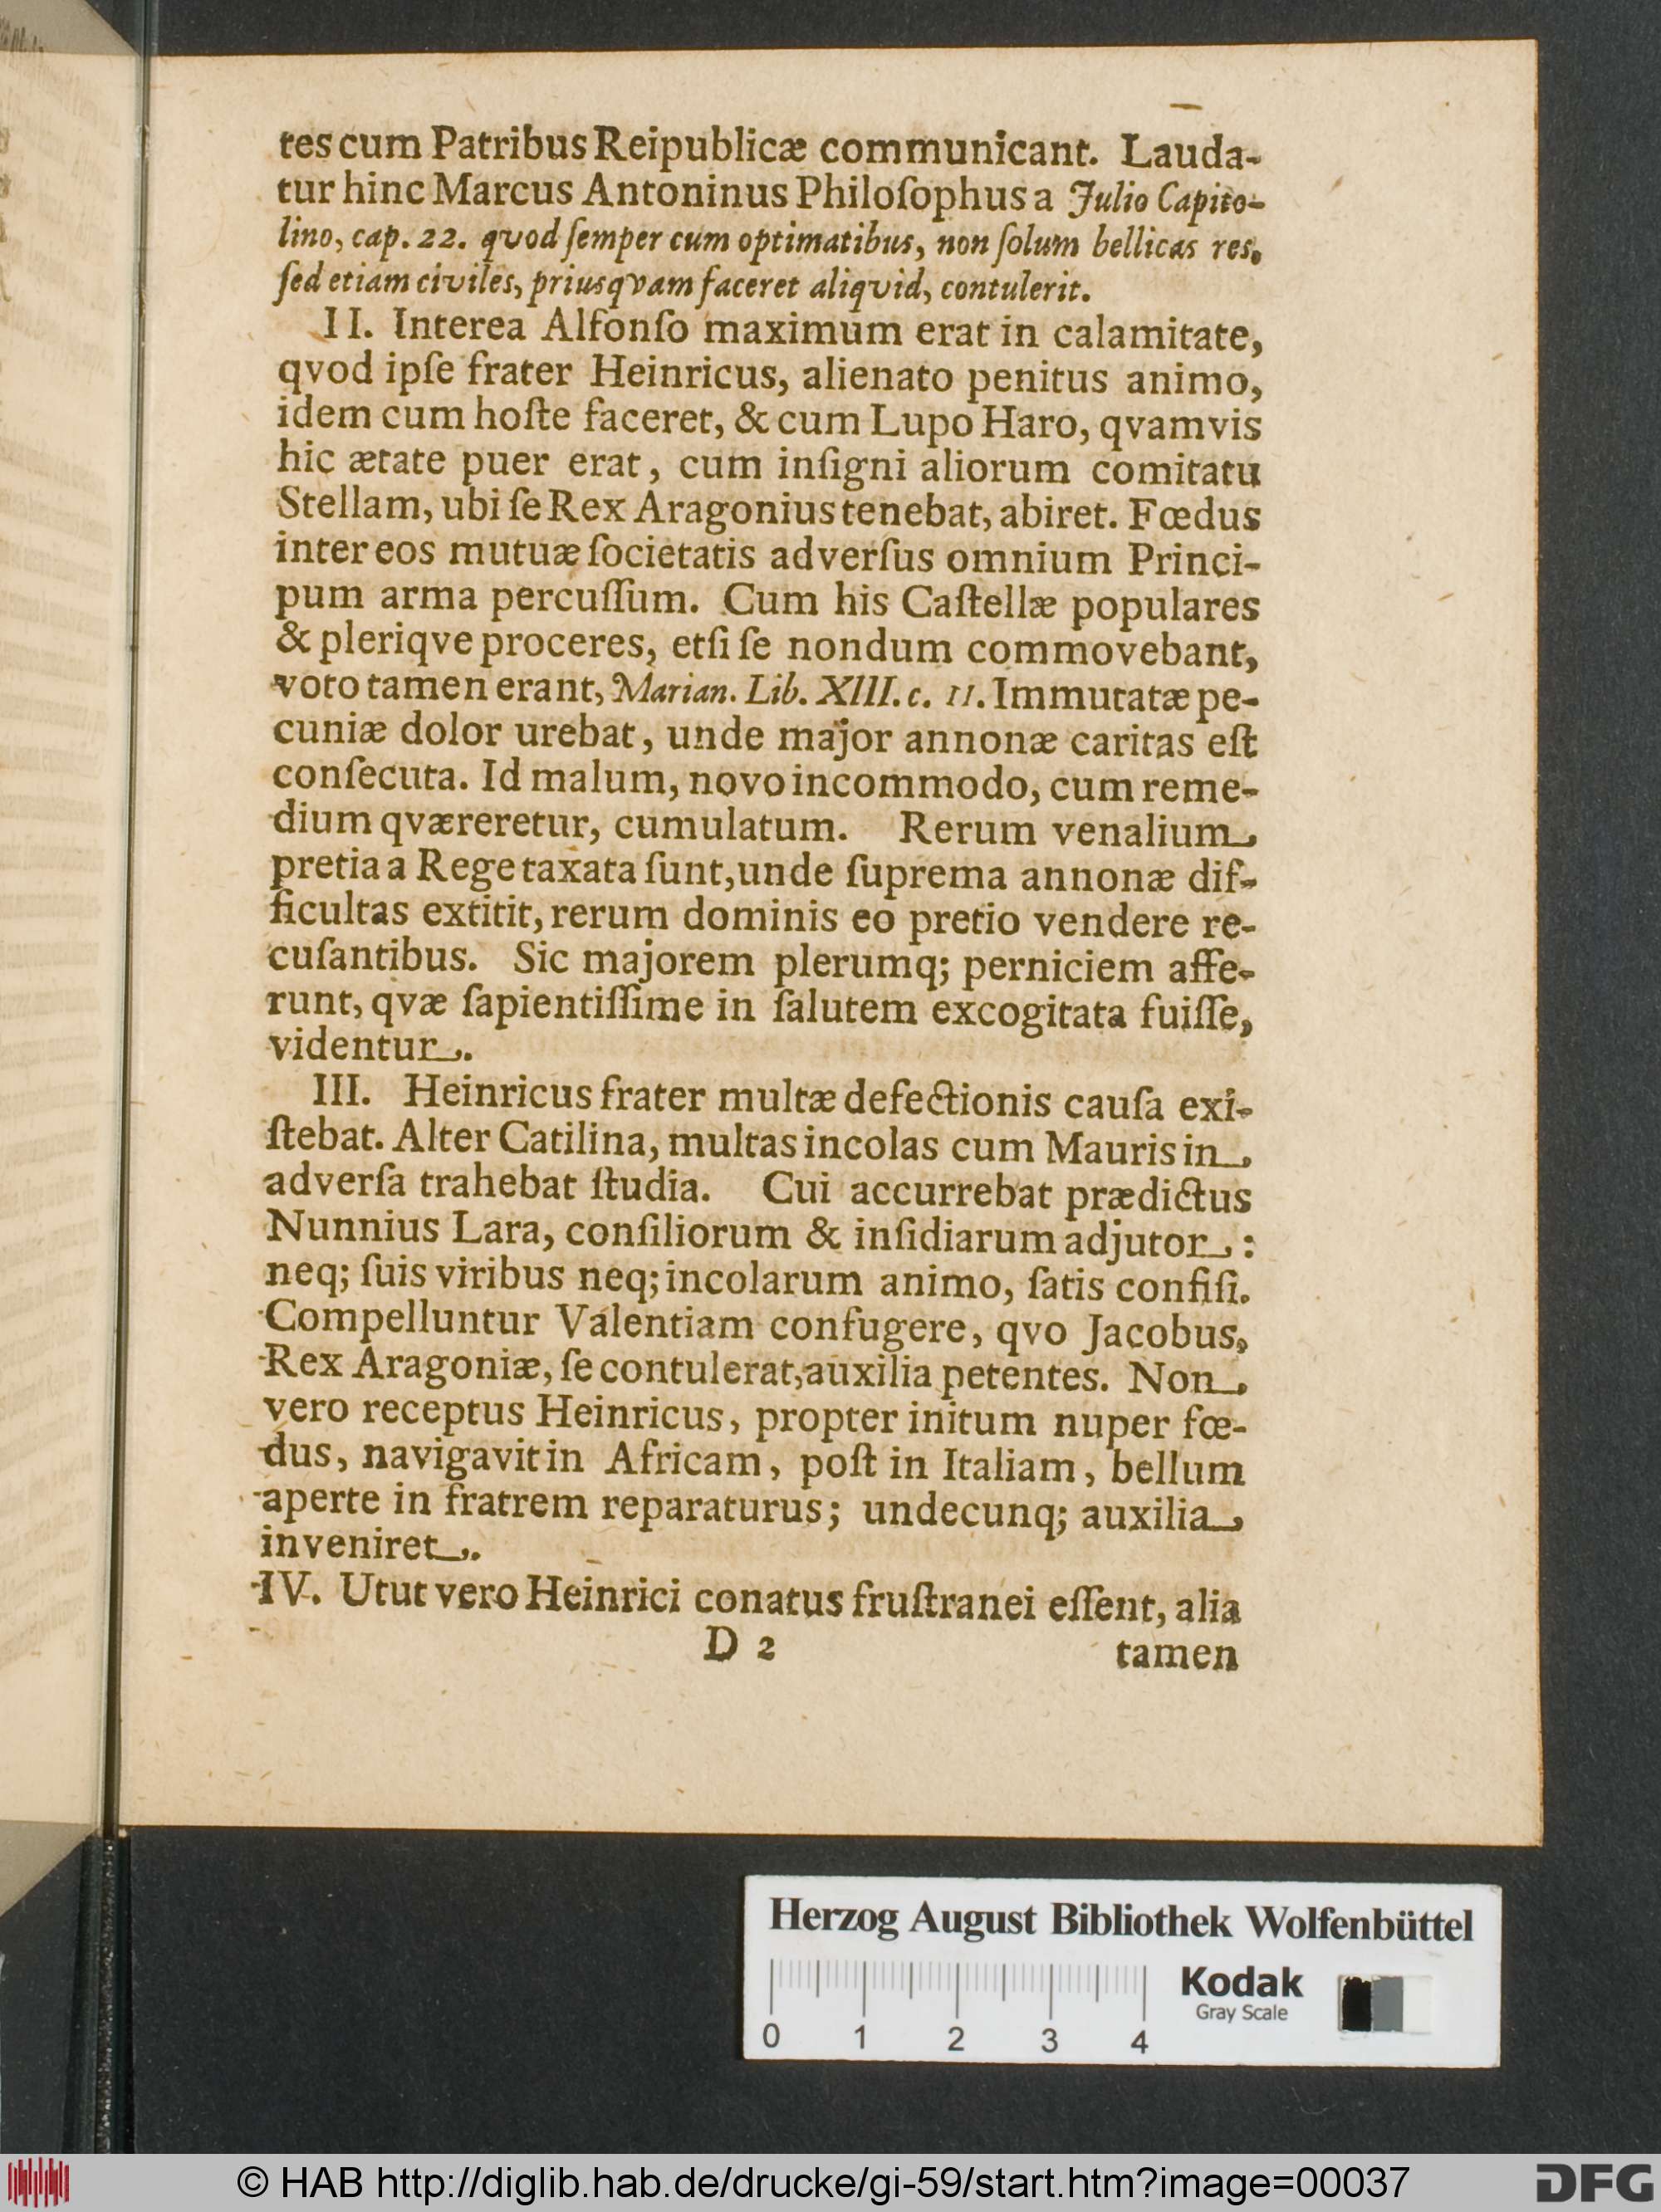 tes cum Patribus Reipublicæ communicant. Lauda-
tur hinc Marcus Antoninus Philoſophus a Julio Capito-
lino, cap. 22. qvod ſemper cum optimatibus, non ſolum bellicas res,
ſed etiam civiles, priusqvam faceret aliqvid, contulerit.
II. Interea Alfonſo maximum erat in calamitate,
qvod ipſe frater Heinricus, alienato penitus animo,
idem cum hoſte faceret, & cum Lupo Haro, qvamvis
hic ætate puer erat, cum inſigni aliorum comitatu
Stellam, ubi ſe Rex Aragonius tenebat, abiret. Fœdus
inter eos mutuæ ſocietatis adverſus omnium Princi-
pum arma percuſſum. Cum his Caſtellæ populares
& pleriqve proceres, etſi ſe nondum commovebant,
voto tamen erant, Marian. Lib. XIII. c. 11. Immutatæ pe-
cuniæ dolor urebat, unde major annonæ caritas eſt
conſecuta. Id malum, novo incommodo, cum reme-
dium qværeretur, cumulatum. Rerum venalium
pretia a Rege taxata ſunt, unde ſuprema annonæ dif-
ficultas extitit, rerum dominis eo pretio vendere re-
cuſantibus. Sic majorem plerumq; perniciem affe-
runt, qvæ ſapientiſſime in ſalutem excogitata fuiſſe,
videntur.
III. Heinricus frater multæ defectionis cauſa exi-
ſtebat. Alter Catilina, multas incolas cum Mauris in
adverſa trahebat ſtudia. Cui accurrebat prædictus
Nunnius Lara, conſiliorum & inſidiarum adjutor:
neq; ſuis viribus neq; incolarum animo, ſatis confiſi.
Compelluntur Valentiam confugere, qvo Jacobus,
Rex Aragoniæ, ſe contulerat, auxilia petentes. Non
vero receptus Heinricus, propter initum nuper fœ-
dus, navigavit in Africam, poſt in Italiam, bellum
aperte in fratrem reparaturus; undecunq; auxilia
inveniret.
IV. Utut vero Heinrici conatus fruſtranei eſſent, alia
D 2 tamen
Herzog August Bibliothek Wolfenbüttel
Kodak
Gray Scale
0 1 2 3 4
© HAB http://diglib.hab.de/drucke/gi-59/start.htm?image=00037
DFG